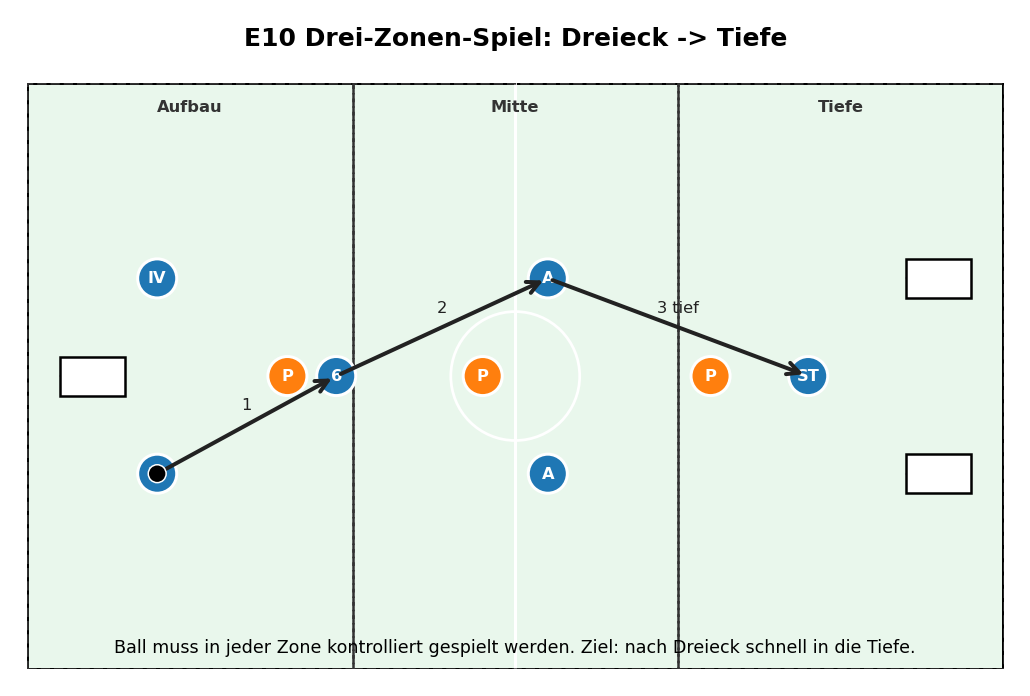 E10 Drei-Zonen-Spiel: Dreieck -> Tiefe
Aufbau Mitte Tiefe
IV A
2 3 tief
P 6 P P ST
1
A
Ball muss in jeder Zone kontrolliert gespielt werden. Ziel: nach Dreieck schnell in die Tiefe.